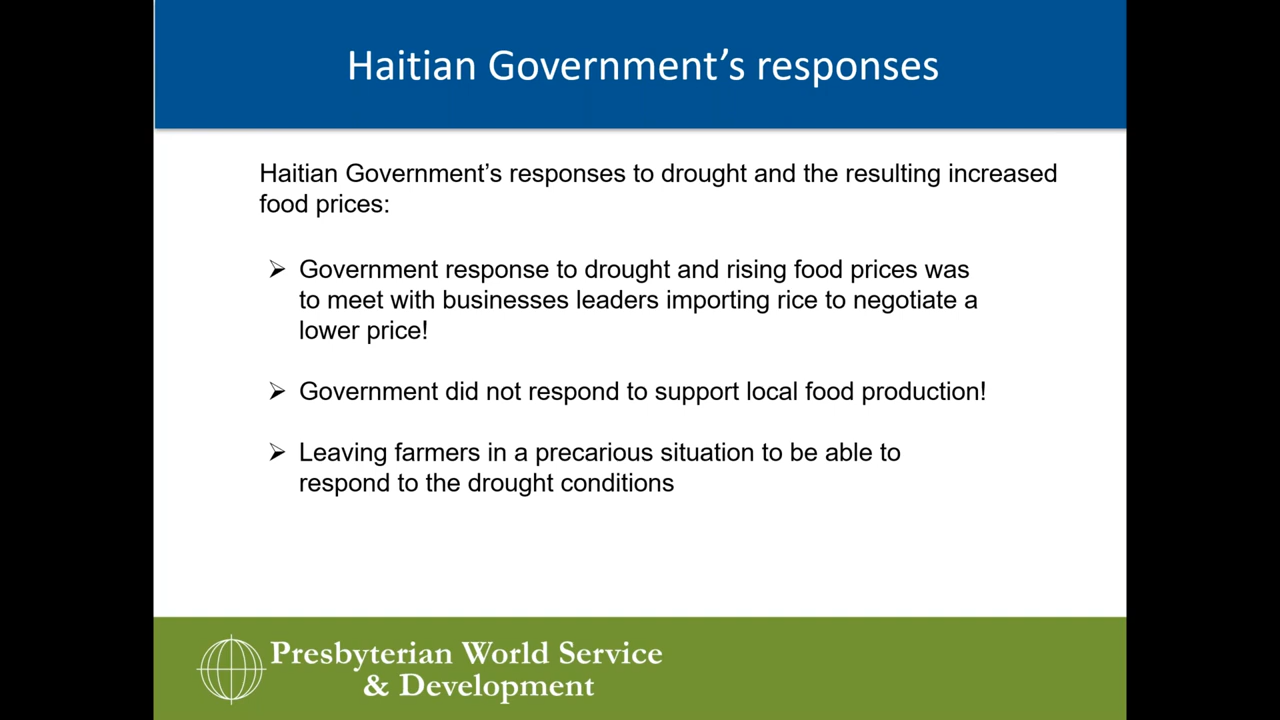 Haitian Government’s responses
Haitian Government’s responses to drought and the resulting increased
food prices:
➢ Government response to drought and rising food prices was
to meet with businesses leaders importing rice to negotiate a
lower price!
➢ Government did not respond to support local food production!
➢ Leaving farmers in a precarious situation to be able to
respond to the drought conditions
Presbyterian World Service
& Development